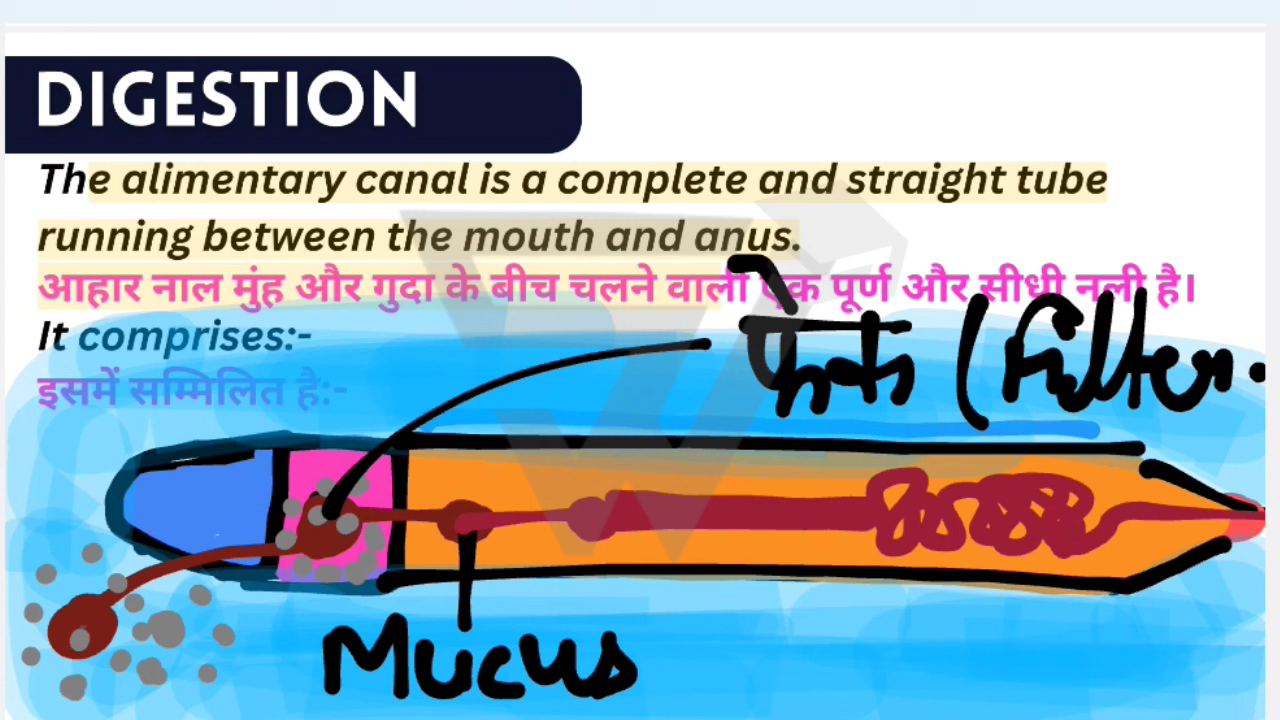 DIGESTION
The alimentary canal is a complete and straight tube
running between the mouth and anus.
आहार नाल मुंह और गुदा के बीच चलने वाली एक पूर्ण और सीधी नली है।
It comprises:-
इसमें सम्मिलित है:-
(Filter.
Mucus